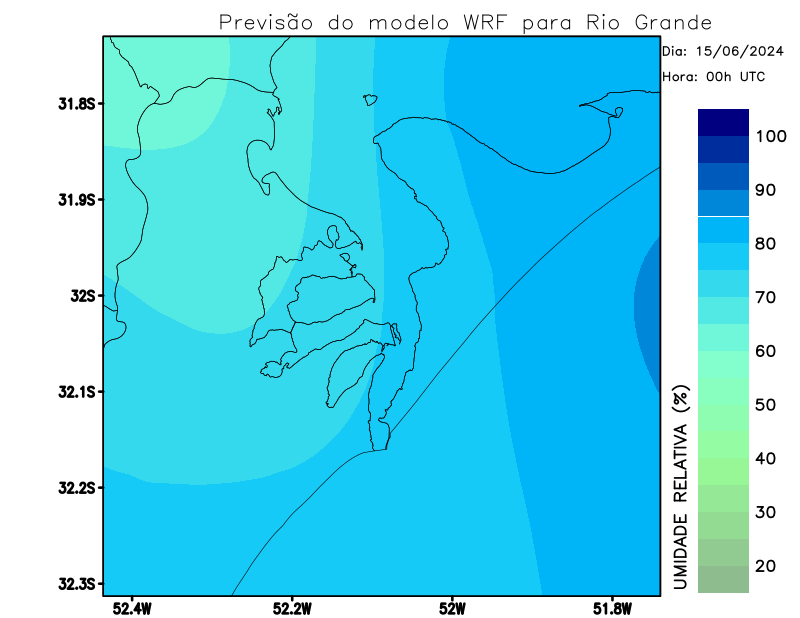 Previsão do modelo WRF para Rio Grande
Dia: 15/06/2024
Hora: 00h UTC
31.8S
31.9S
32S
32.1S
32.2S
32.3S
52.4W
52.2W
52W
51.8W
100
90
80
70
60
50
40
30
20
UMIDADE RELATIVA (%)